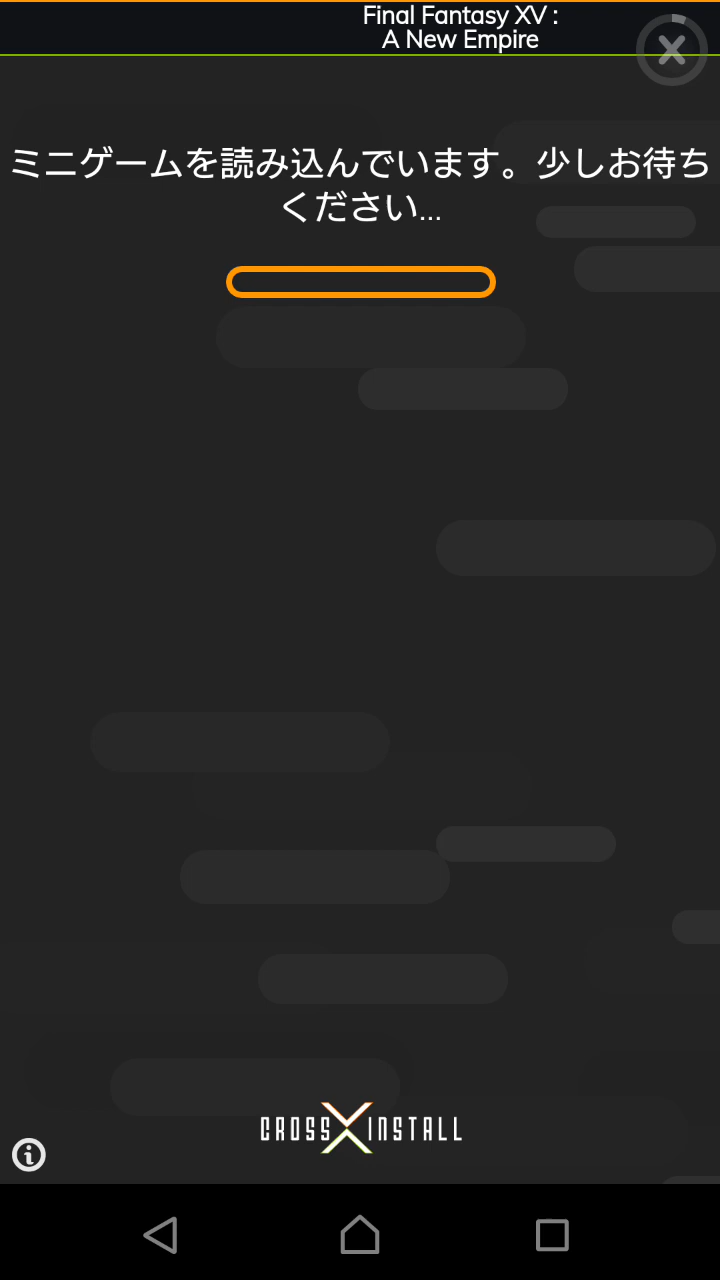 Final Fantasy XV :
A New Empire
ミニゲームを読み込んでいます。少しお待ち
ください...
CROSS X INSTALL